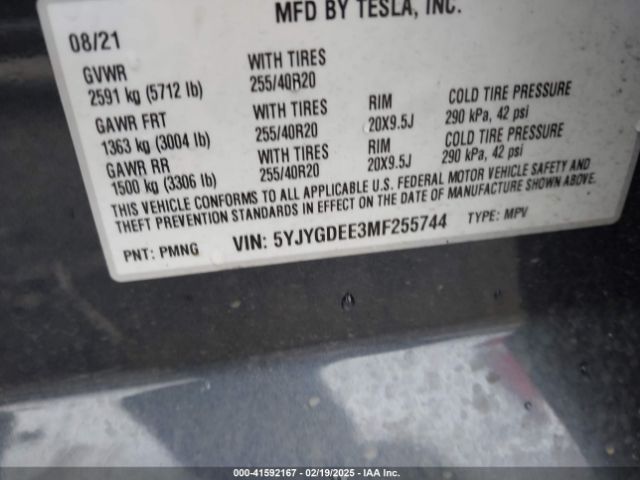 MFD BY TESLA, INC.
08/21
GVWR
2591 kg (5712 lb)
WITH TIRES
255/40R20
GAWR FRT
1363 kg (3004 lb)
WITH TIRES
255/40R20
RIM
20X9.5J
COLD TIRE PRESSURE
290 kPa, 42 psi
GAWR RR
1500 kg (3306 lb)
WITH TIRES
255/40R20
RIM
20X9.5J
COLD TIRE PRESSURE
290 kPa, 42 psi
THIS VEHICLE CONFORMS TO ALL APPLICABLE U.S. FEDERAL MOTOR VEHICLE SAFETY AND
THEFT PREVENTION STANDARDS IN EFFECT ON THE DATE OF MANUFACTURE SHOWN ABOVE.
PNT: PMNG VIN: 5YJYGDEE3MF255744 TYPE: MPV
000-41592167 - 02/19/2025 - IAA Inc.